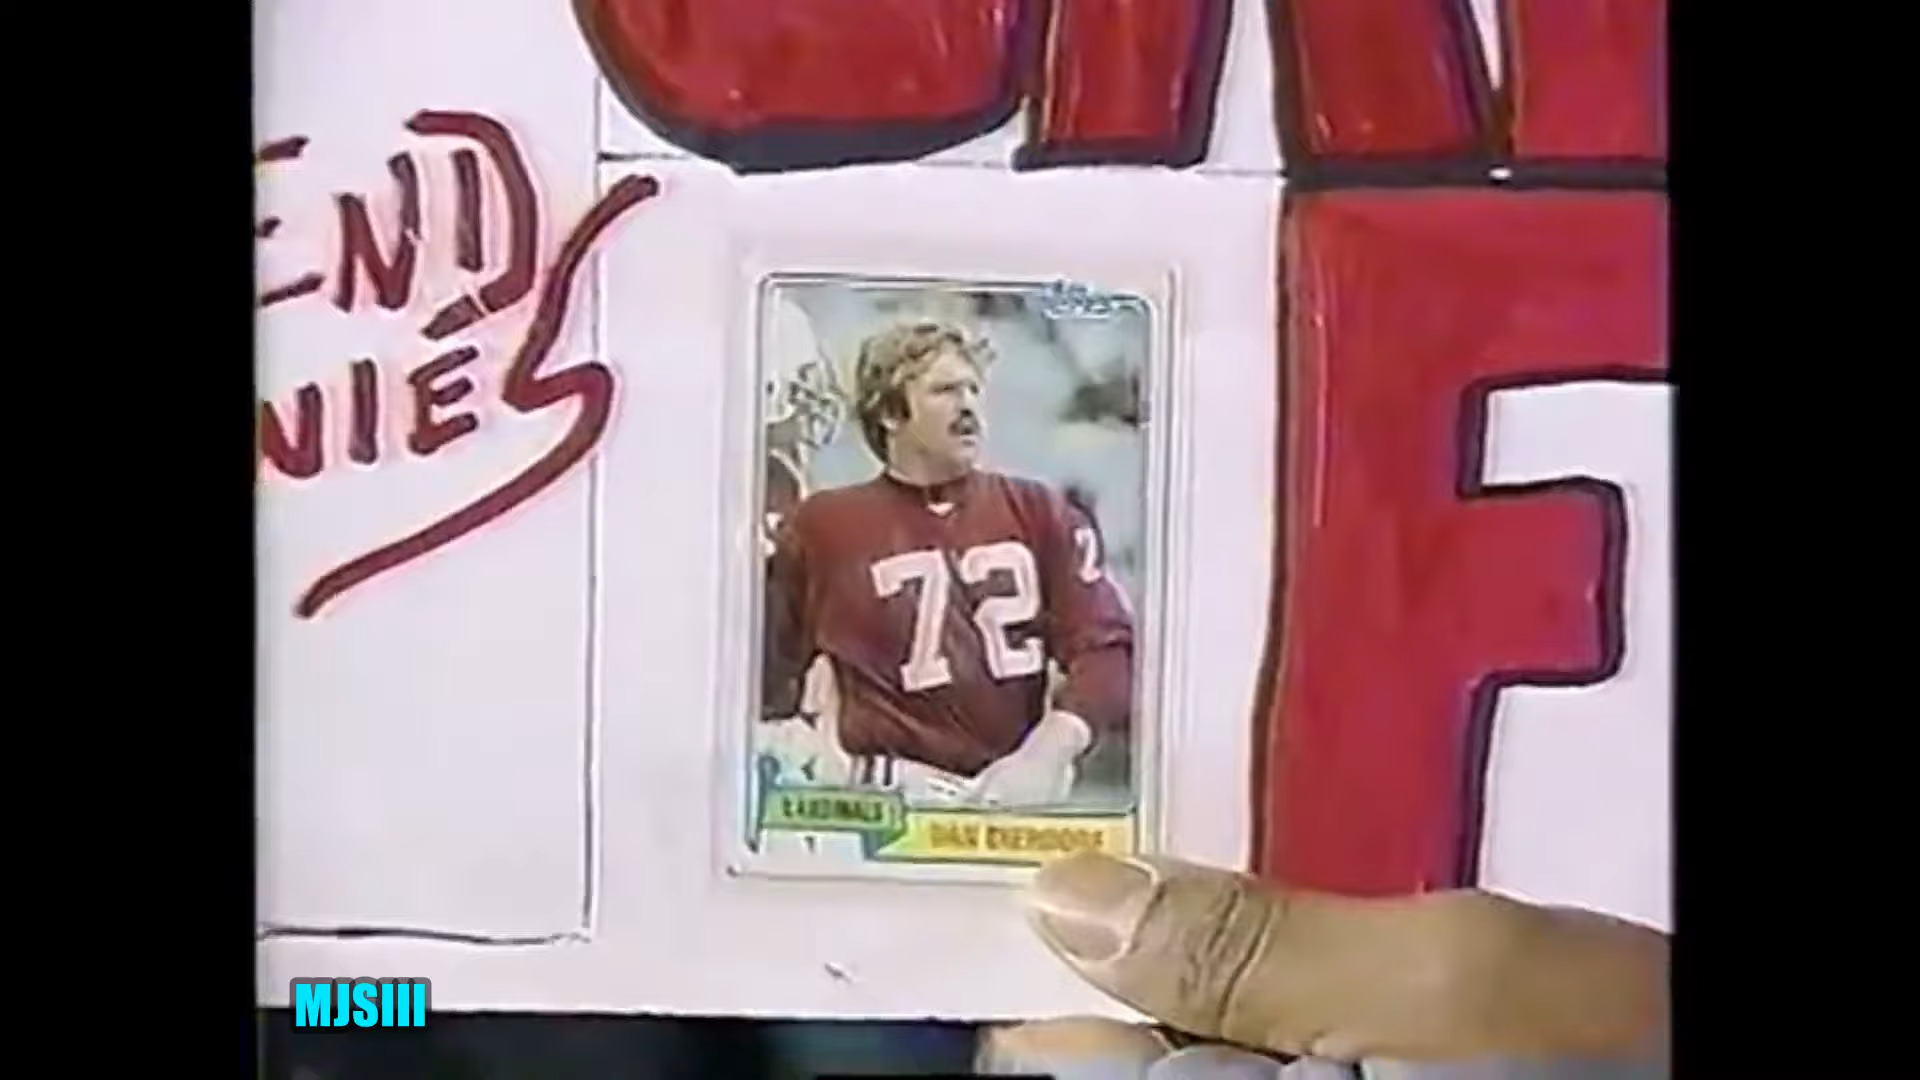 END
NIES
F
72
CARDINALS
DAN DIERDORF
MJSIII